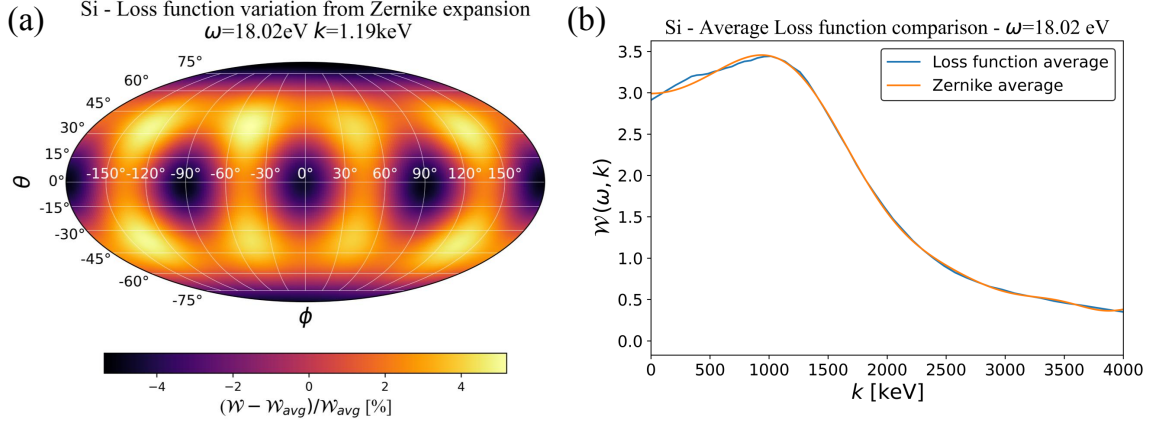 (a)
Si - Loss function variation from Zernike expansion
ω=18.02eV k=1.19keV
75°
60°
45°
30°
15°
0°
-15°
-30°
-45°
-60°
-75°
-150° -120° -90° -60° -30° 0° 30° 60° 90° 120° 150°
θ
ϕ
−4 −2 0 2 4
(𝒲 − 𝒲avg)/𝒲avg [%]
(b)
Si - Average Loss function comparison - ω=18.02 eV
Loss function average
Zernike average
3.5
3.0
2.5
2.0
1.5
1.0
0.5
0.0
𝒲(ω, k)
0 500 1000 1500 2000 2500 3000 3500 4000
k [keV]